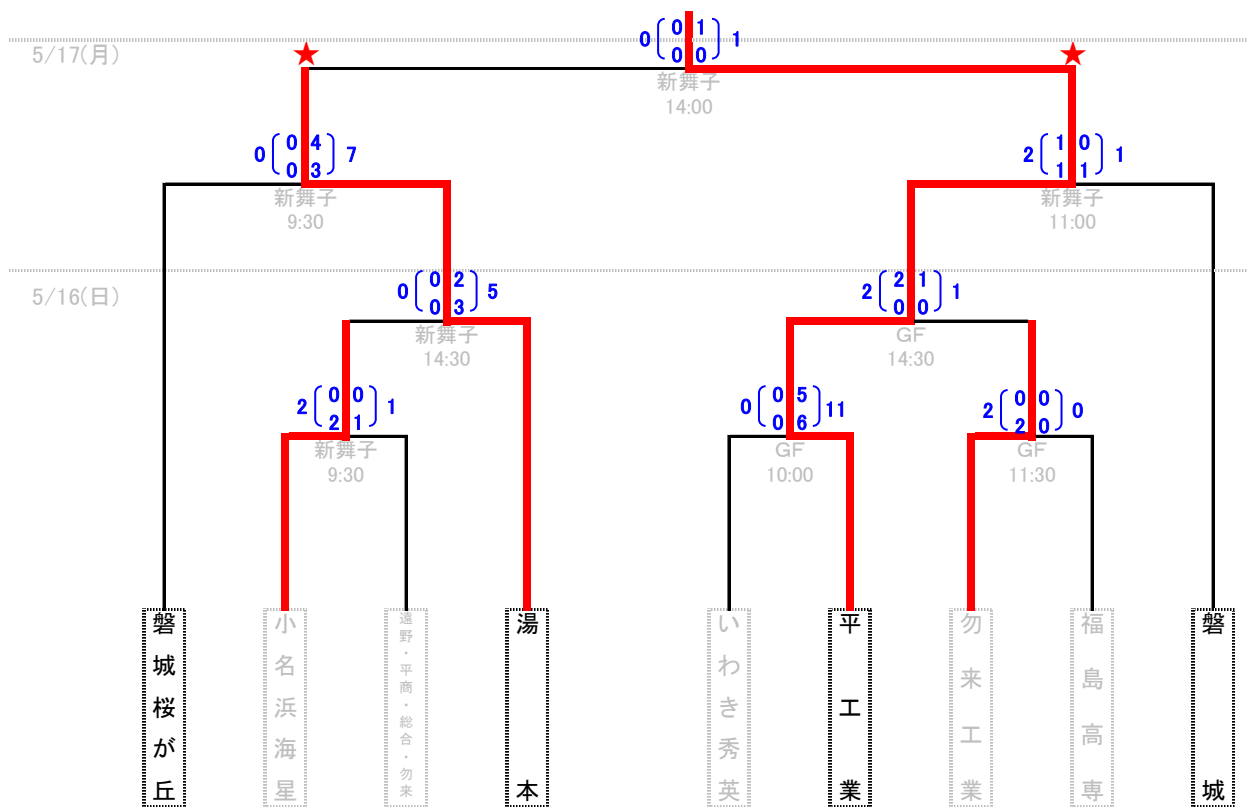 0 0 1 1
0 0
5/17(月)
新舞子
14:00
0 0 4 7
0 3
新舞子
9:30
2 1 0 1
1 1
新舞子
11:00
5/16(日)
0 0 2 5
0 3
新舞子
14:30
2 2 1 1
0 0
GF
14:30
2 0 0 1
2 1
新舞子
9:30
0 0 5 11
0 6
GF
10:00
2 0 0 0
2 0
GF
11:30
磐城桜が丘
小名浜海星
遠野・平商・総合・勿来
湯本
いわき秀英
平工業
勿来工業
福島高専
磐城